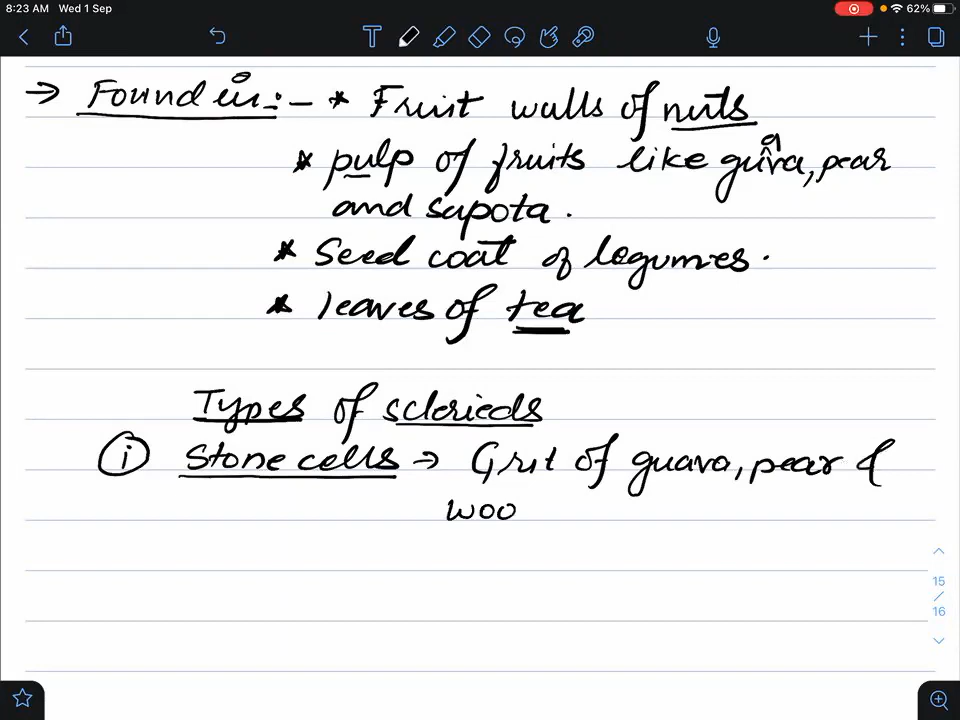 8:23 AM Wed 1 Sep
62%
T
→ Found in :- * Fruit walls of nuts
* pulp of fruits like guava, pear
and sapota.
* Seed coat of legumes.
* leaves of tea
Types of sclerieds
(i) Stone cells → Grit of guava, pear &
woo
15
/
16